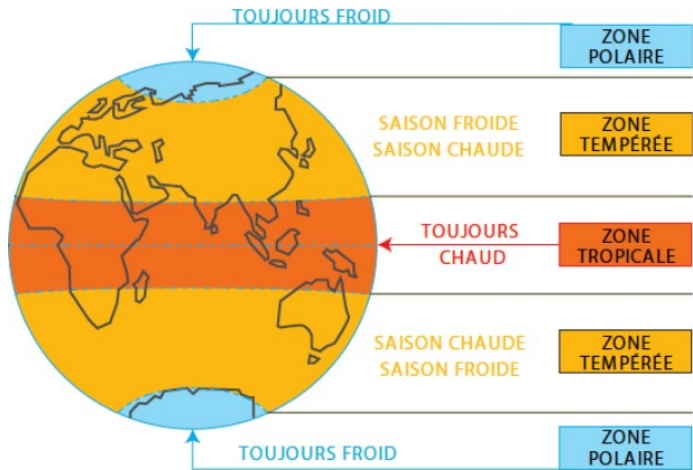 TOUJOURS FROID
ZONE
POLAIRE
SAISON FROIDE
SAISON CHAUDE
ZONE
TEMPÉRÉE
TOUJOURS
CHAUD
ZONE
TROPICALE
SAISON CHAUDE
SAISON FROIDE
ZONE
TEMPÉRÉE
TOUJOURS FROID
ZONE
POLAIRE